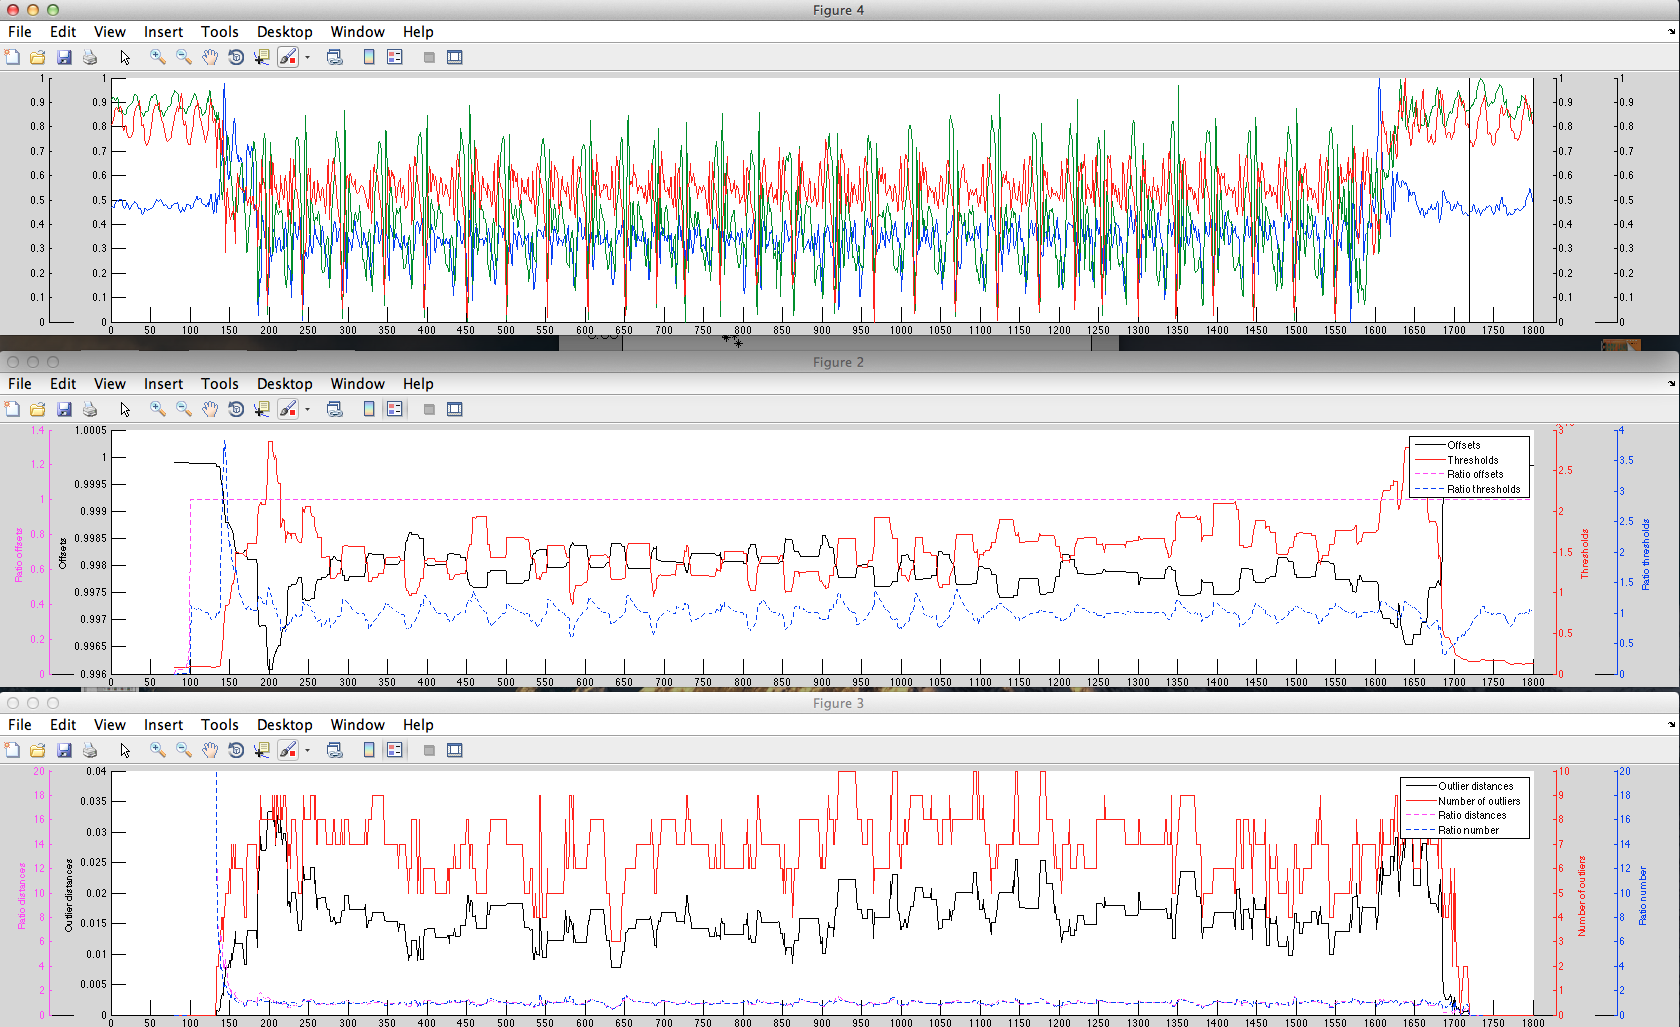 Figure 4
File Edit View Insert Tools Desktop Window Help
1 1 1 1
0.9 0.9 0.9 0.9
0.8 0.8 0.8 0.8
0.7 0.7 0.7 0.7
0.6 0.6 0.6 0.6
0.5 0.5 0.5 0.5
0.4 0.4 0.4 0.4
0.3 0.3 0.3 0.3
0.2 0.2 0.2 0.2
0.1 0.1 0.1 0.1
0 0 0 0
0 50 100 150 200 250 300 350 400 450 500 550 600 650 700 750 800 850 900 950 1000 1050 1100 1150 1200 1250 1300 1350 1400 1450 1500 1550 1600 1650 1700 1750 1800
Figure 2
File Edit View Insert Tools Desktop Window Help
1.4 1.0005 3 4
1.2 1 2.5 3.5
1 0.9995 2 3
0.8 0.999 1.5 2.5
0.6 0.9985 1 2
0.4 0.998 0.5 1.5
0.2 0.9975 0 1
0 0.997 0.5
0.9965 0
0.996
Ratio offsets
Offsets
Thresholds
Ratio thresholds
Offsets
Thresholds
Ratio offsets
Ratio thresholds
0 50 100 150 200 250 300 350 400 450 500 550 600 650 700 750 800 850 900 950 1000 1050 1100 1150 1200 1250 1300 1350 1400 1450 1500 1550 1600 1650 1700 1750 1800
Figure 3
File Edit View Insert Tools Desktop Window Help
20 0.04 10 20
18 0.035 9 18
16 0.03 8 16
14 0.025 7 14
12 0.02 6 12
10 0.015 5 10
8 0.01 4 8
6 0.005 3 6
4 0 2 4
2 1 2
0 0 0
Ratio distances
Outlier distances
Number of outliers
Ratio number
Outlier distances
Number of outliers
Ratio distances
Ratio number
0 50 100 150 200 250 300 350 400 450 500 550 600 650 700 750 800 850 900 950 1000 1050 1100 1150 1200 1250 1300 1350 1400 1450 1500 1550 1600 1650 1700 1750 1800